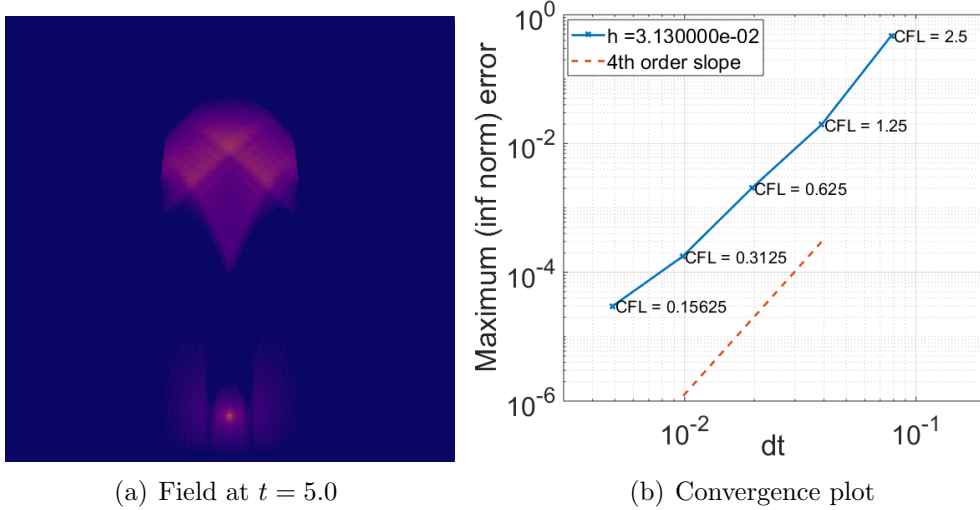 10^0
h =3.130000e-02
4th order slope
CFL = 2.5
10^-2
CFL = 1.25
CFL = 0.625
10^-4
CFL = 0.3125
CFL = 0.15625
10^-6
Maximum (inf norm) error
10^-2
10^-1
dt
(a) Field at t = 5.0
(b) Convergence plot